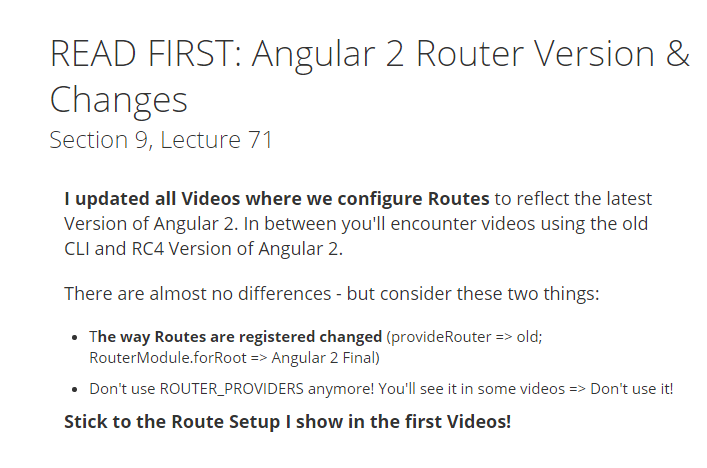 READ FIRST: Angular 2 Router Version &
Changes
Section 9, Lecture 71
I updated all Videos where we configure Routes to reflect the latest
Version of Angular 2. In between you'll encounter videos using the old
CLI and RC4 Version of Angular 2.
There are almost no differences - but consider these two things:
• The way Routes are registered changed (provideRouter => old;
RouterModule.forRoot => Angular 2 Final)
• Don't use ROUTER_PROVIDERS anymore! You'll see it in some videos => Don't use it!
Stick to the Route Setup I show in the first Videos!